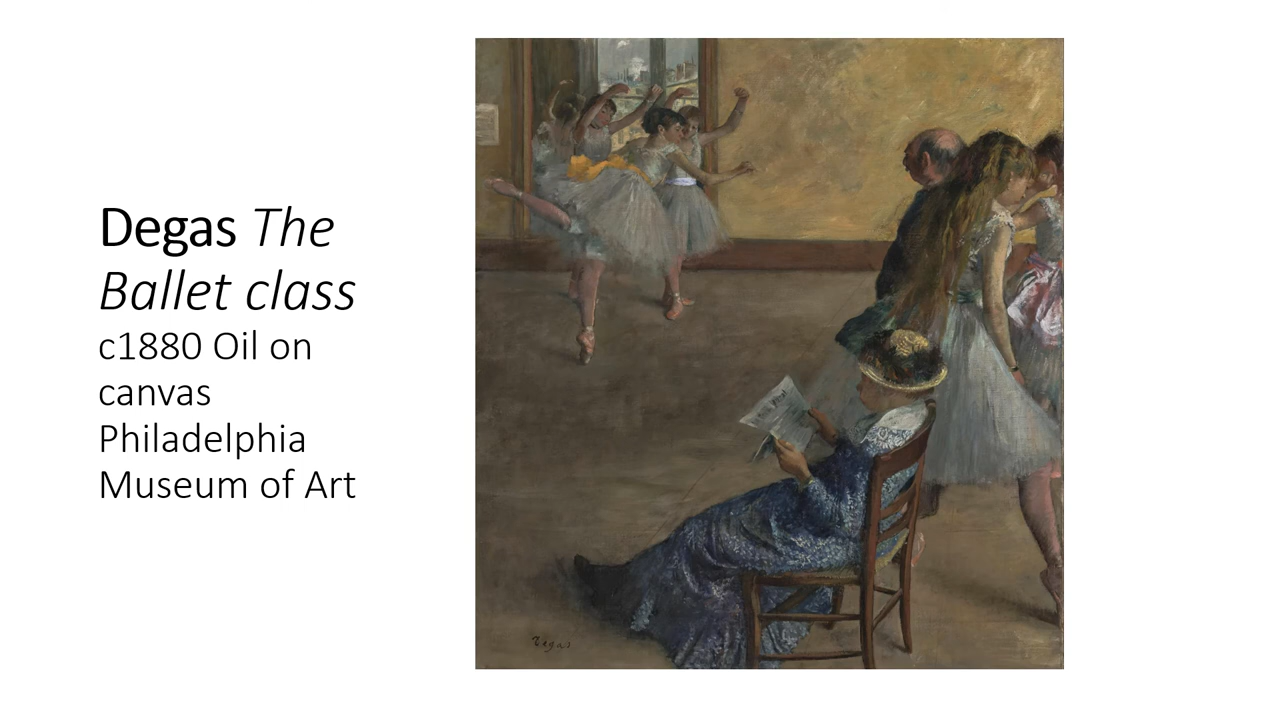 Degas The
Ballet class
c1880 Oil on
canvas
Philadelphia
Museum of Art
Degas